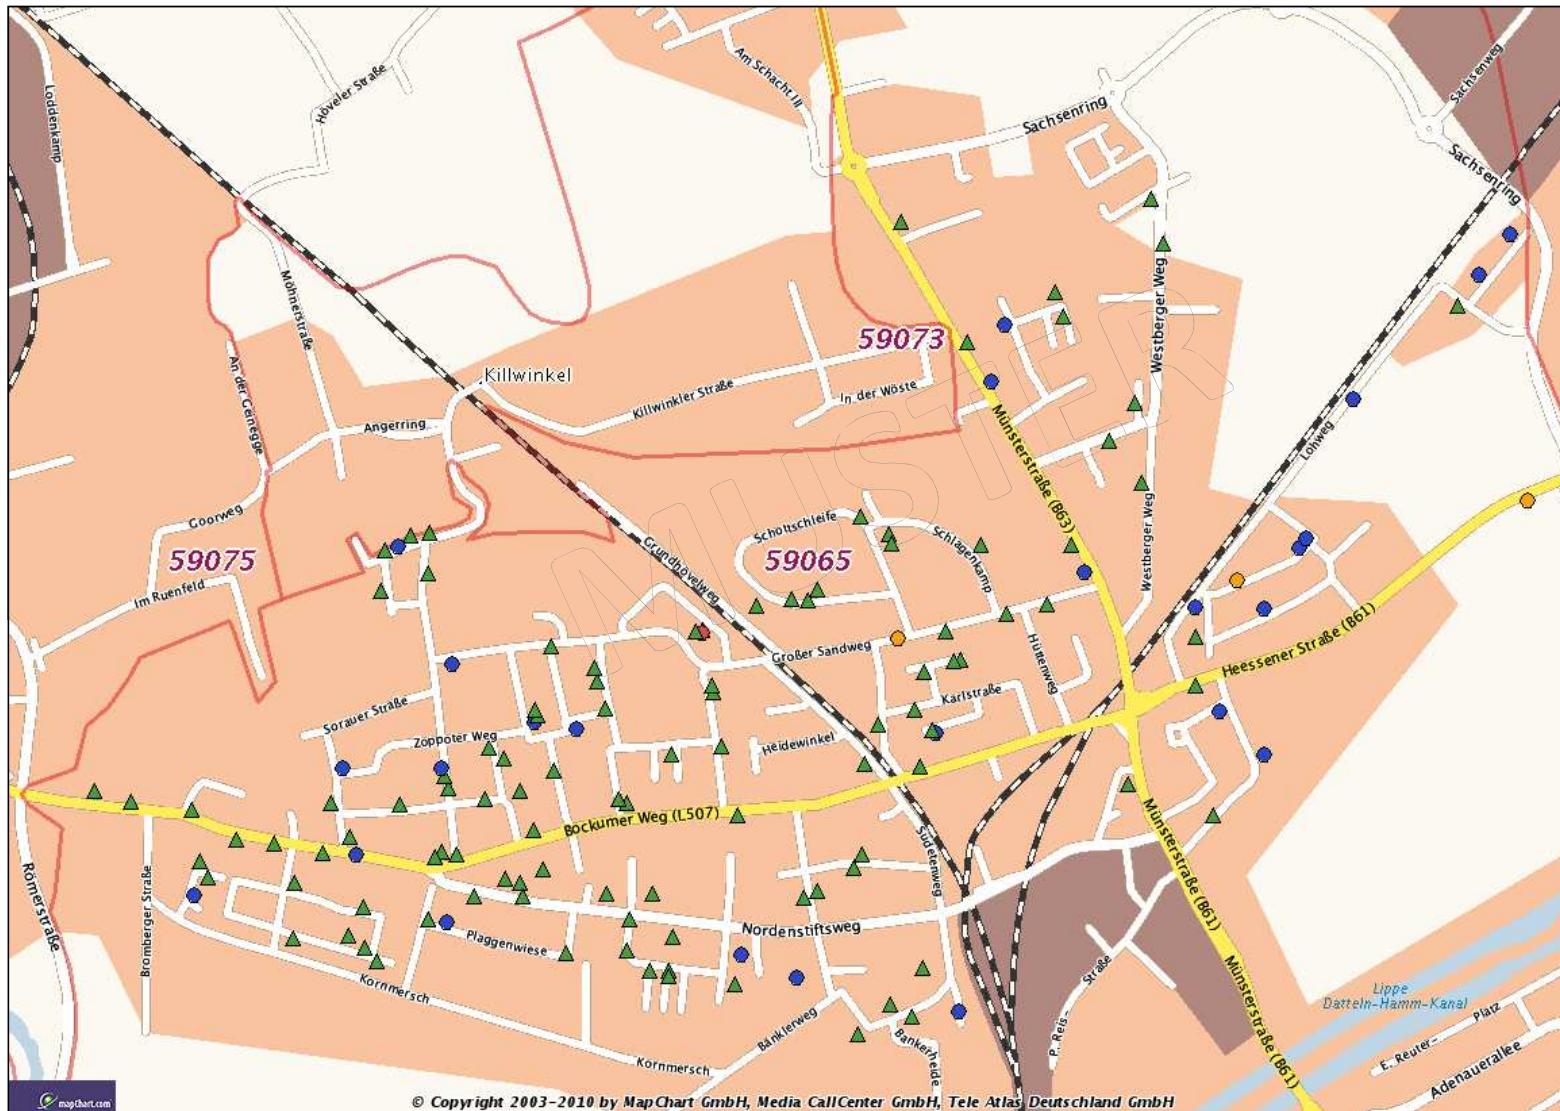 Am Schacht III
Sachsenweg
Loddenkamp
Höveler Straße
Sachsenring
Sachsenring
Westberger Weg
Möhnerstraße
59073
An der Geinegge
Killwinkel
Killwinkler Straße
In der Wöste
Angerring
Münsterstraße (B63)
Lohweg
MUSTER
Goorweg
Schottschleife
Schlagenkamp
Westberger Weg
59075
Grundhövelweg
59065
Im Ruenfeld
Heessener Straße (B61)
Großer Sandweg
Hüttenweg
Karlstraße
Sorauer Straße
Zoppoter Weg
Heidewinkel
Bockumer Weg (L507)
Münsterstraße (B61)
Sudetenweg
Römerstraße
Bromberger Straße
Plaggenwiese
Nordenstiftsweg
Münsterstraße (B61)
Kornmersch
P. Reis-
Straße
Lippe
Datteln-Hamm-Kanal
Bänklerweg
Bankerheide
Kornmersch
E. Reuter-
Platz
Adenauerallee
mapChart.com
© Copyright 2003-2010 by MapChart GmbH, Media CallCenter GmbH, Tele Atlas Deutschland GmbH